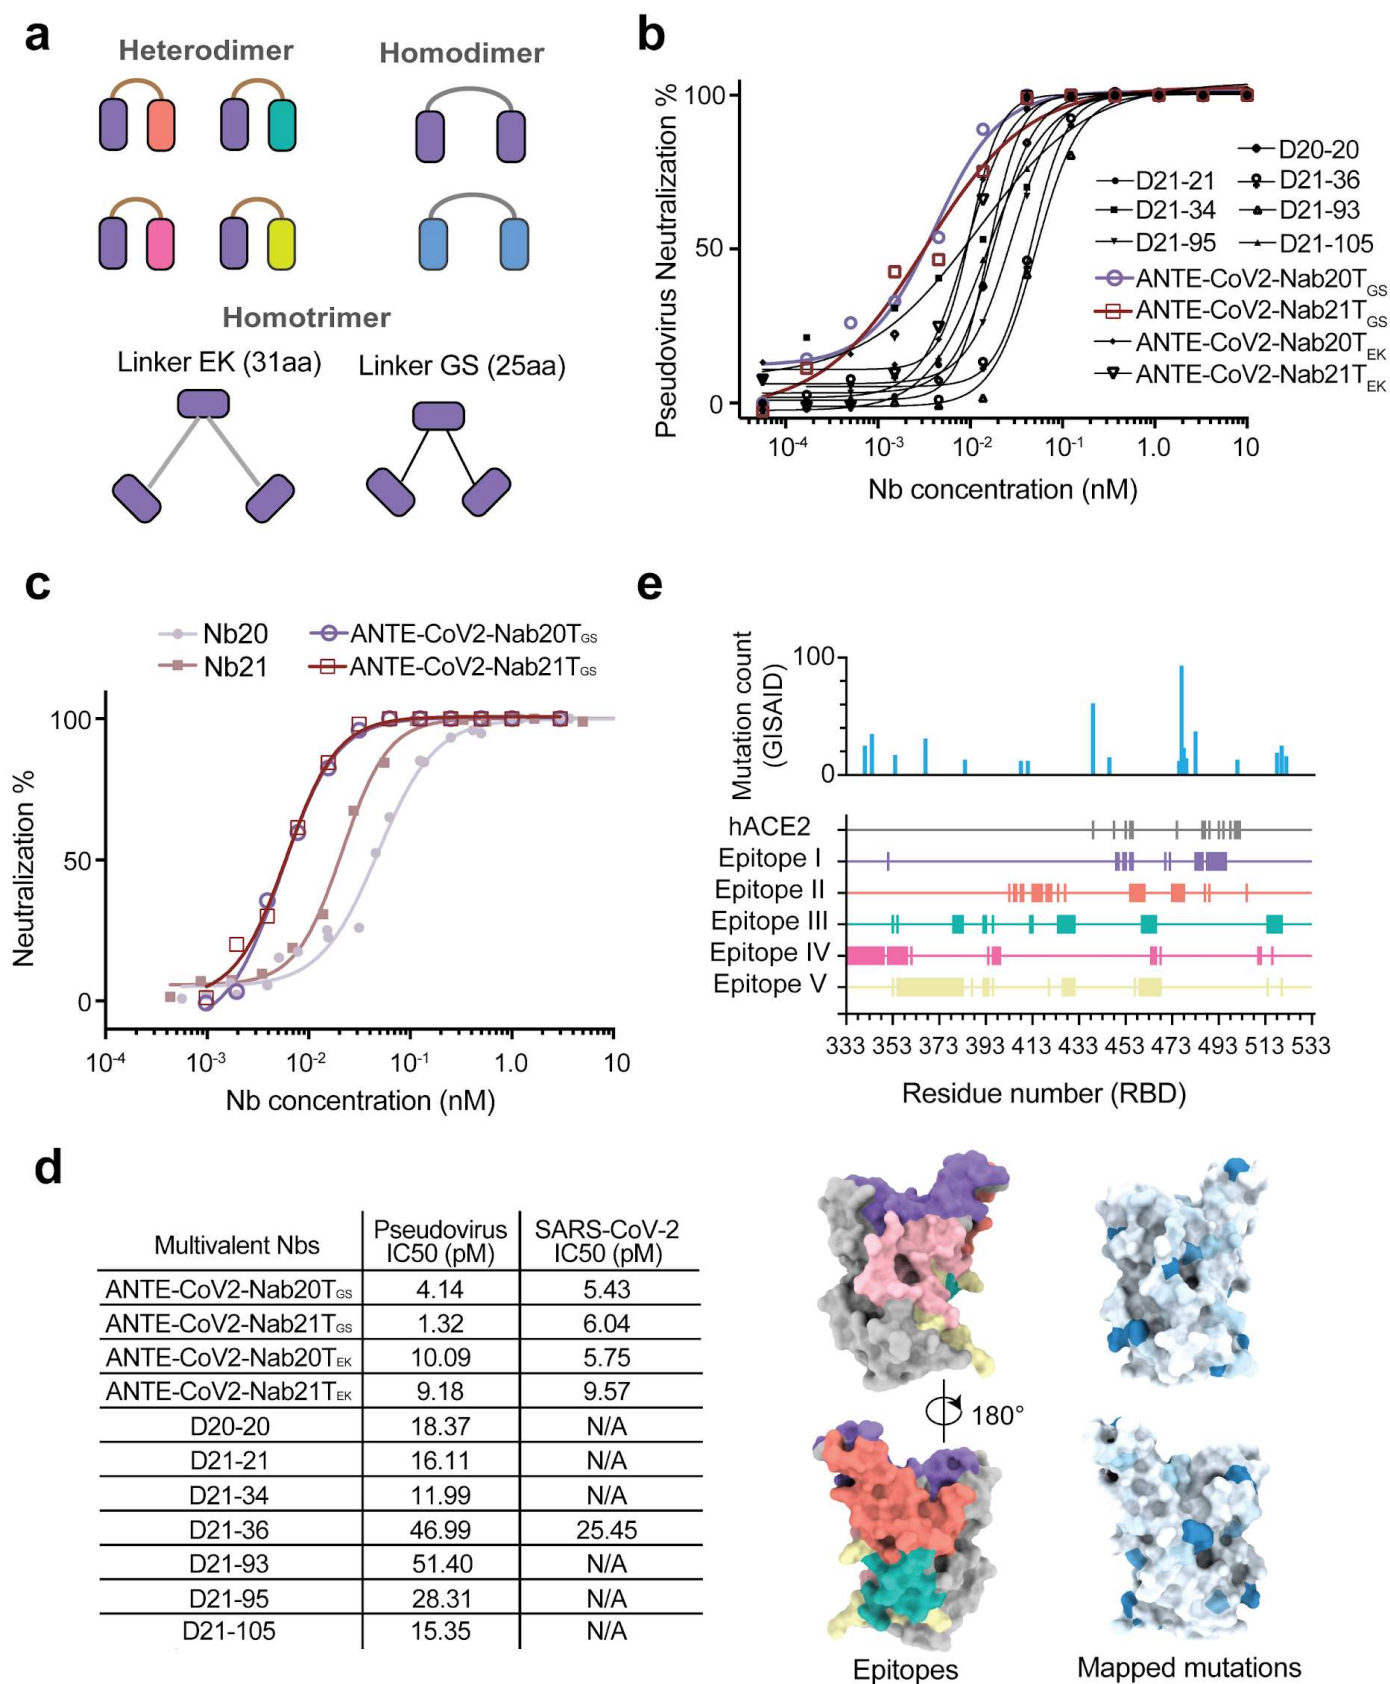 a
Heterodimer
Homodimer
Homotrimer
Linker EK (31aa)
Linker GS (25aa)
b
Pseudovirus Neutralization %
100
50
0
10-4
10-3
10-2
10-1
1.0
10
Nb concentration (nM)
D20-20
D21-21
D21-36
D21-34
D21-93
D21-95
D21-105
ANTE-CoV2-Nab20TGS
ANTE-CoV2-Nab21TGS
ANTE-CoV2-Nab20TEK
ANTE-CoV2-Nab21TEK
c
Nb20
ANTE-CoV2-Nab20TGS
Nb21
ANTE-CoV2-Nab21TGS
Neutralization %
100
50
0
10-4
10-3
10-2
10-1
1.0
10
Nb concentration (nM)
d
Multivalent Nbs Pseudovirus IC50 (pM) SARS-CoV-2 IC50 (pM)
ANTE-CoV2-Nab20TGS 4.14 5.43
ANTE-CoV2-Nab21TGS 1.32 6.04
ANTE-CoV2-Nab20TEK 10.09 5.75
ANTE-CoV2-Nab21TEK 9.18 9.57
D20-20 18.37 N/A
D21-21 16.11 N/A
D21-34 11.99 N/A
D21-36 46.99 25.45
D21-93 51.40 N/A
D21-95 28.31 N/A
D21-105 15.35 N/A
e
Mutation count
(GISAID)
100
0
hACE2
Epitope I
Epitope II
Epitope III
Epitope IV
Epitope V
333 353 373 393 413 433 453 473 493 513 533
Residue number (RBD)
180°
Epitopes
Mapped mutations